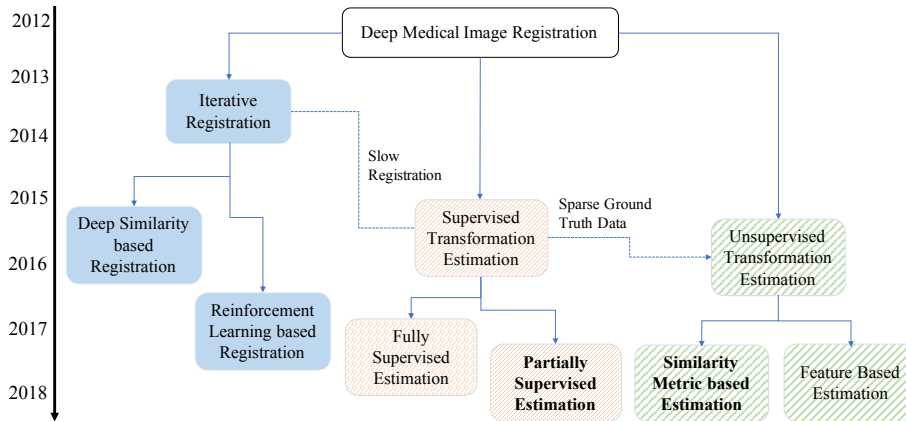 2012
Deep Medical Image Registration
2013
Iterative
Registration
2014
Slow
Registration
2015
Deep Similarity
based
Registration
Supervised
Transformation
Estimation
Sparse Ground
Truth Data
Unsupervised
Transformation
Estimation
2016
Reinforcement
Learning based
Registration
2017
Fully
Supervised
Estimation
Partially
Supervised
Estimation
Similarity
Metric based
Estimation
Feature Based
Estimation
2018